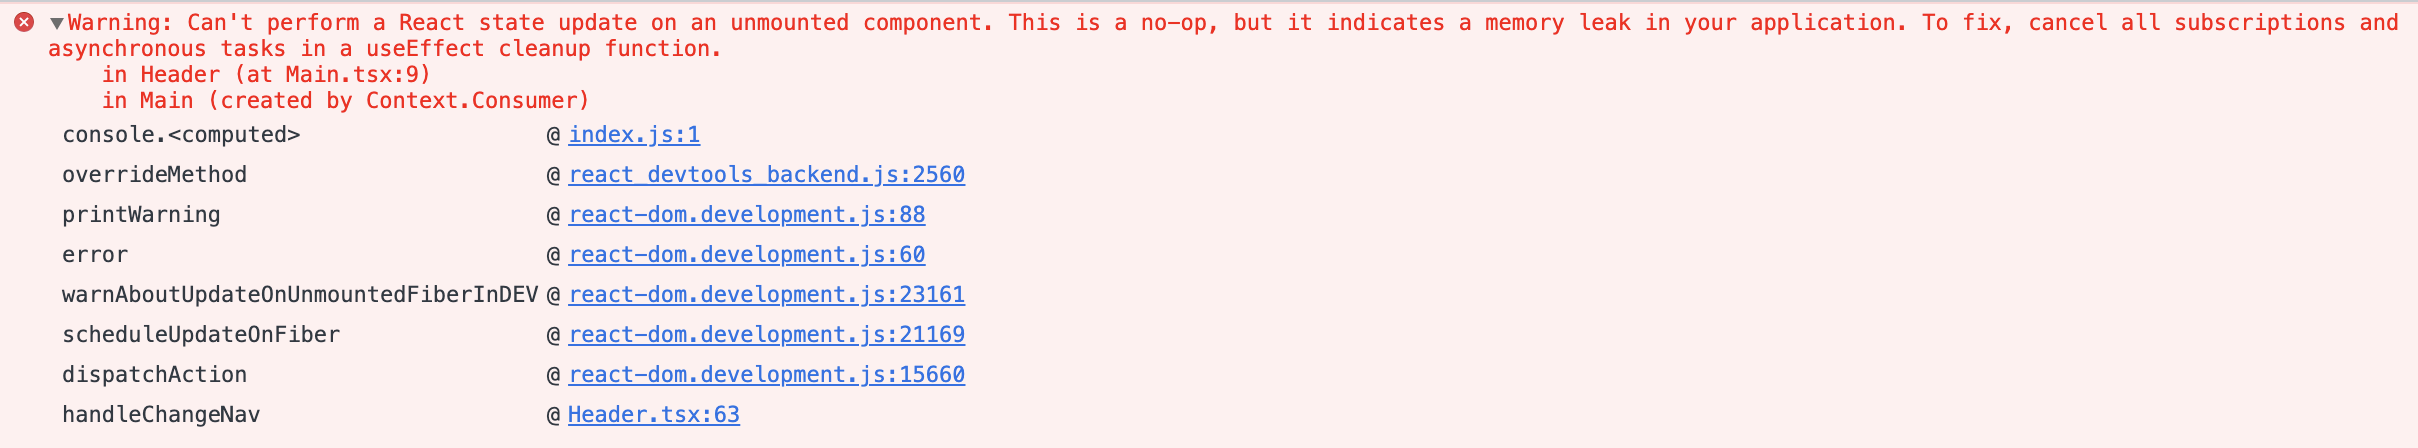 ▼Warning: Can't perform a React state update on an unmounted component. This is a no-op, but it indicates a memory leak in your application. To fix, cancel all subscriptions and
asynchronous tasks in a useEffect cleanup function.
    in Header (at Main.tsx:9)
    in Main (created by Context.Consumer)
console.<computed> @ index.js:1
overrideMethod @ react_devtools_backend.js:2560
printWarning @ react-dom.development.js:88
error @ react-dom.development.js:60
warnAboutUpdateOnUnmountedFiberInDEV @ react-dom.development.js:23161
scheduleUpdateOnFiber @ react-dom.development.js:21169
dispatchAction @ react-dom.development.js:15660
handleChangeNav @ Header.tsx:63